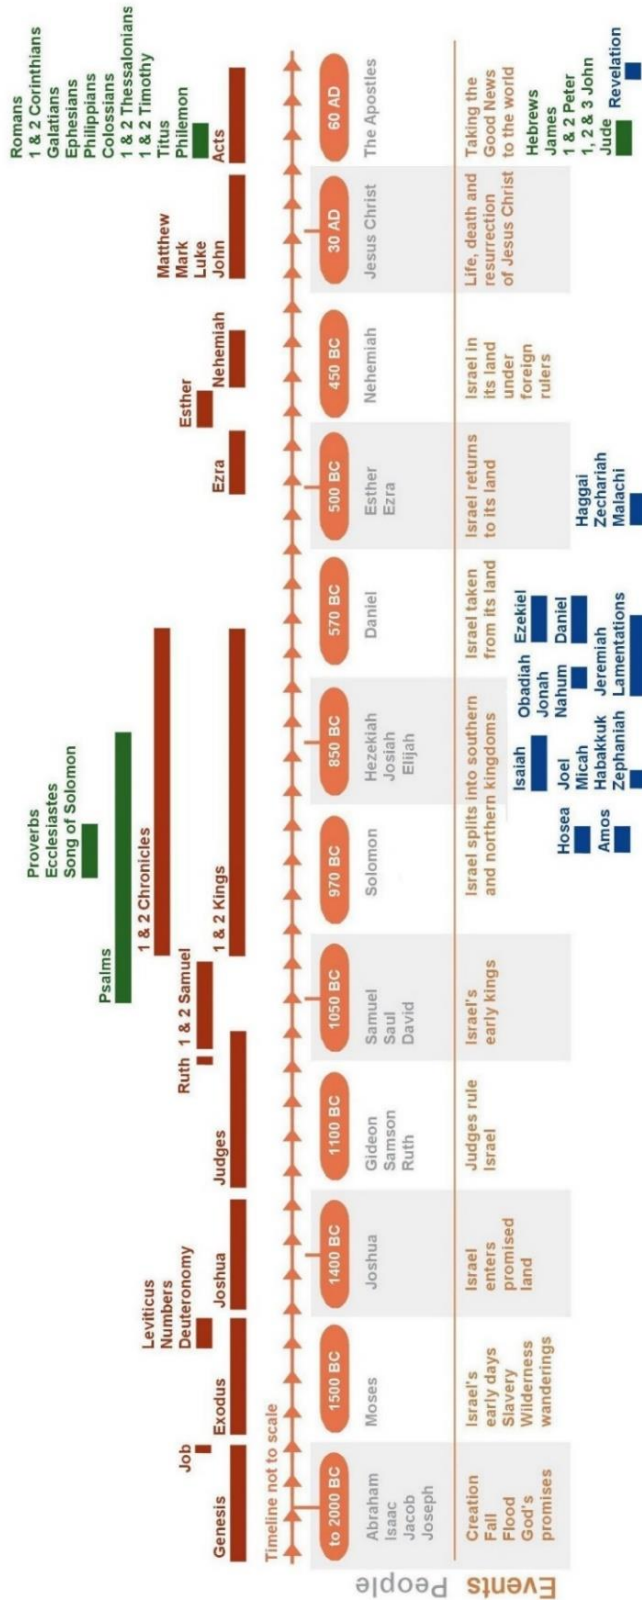 Romans
1 & 2 Corinthians
Galatians
Ephesians
Philippians
Colossians
1 & 2 Thessalonians
1 & 2 Timothy
Titus
Philemon
Proverbs
Ecclesiastes
Song of Solomon
Psalms
Leviticus
Numbers
Deuteronomy
Matthew
Mark
Luke
John
1 & 2 Chronicles
Job
Ruth
1 & 2 Samuel
Esther
Genesis
Exodus
Joshua
Judges
1 & 2 Kings
Ezra
Nehemiah
Acts
Timeline not to scale
to 2000 BC
1500 BC
1400 BC
1100 BC
1050 BC
970 BC
850 BC
570 BC
500 BC
450 BC
30 AD
60 AD
People
Abraham
Isaac
Jacob
Joseph
Moses
Joshua
Gideon
Samson
Ruth
Samuel
Saul
David
Solomon
Hezekiah
Josiah
Elijah
Daniel
Esther
Ezra
Nehemiah
Jesus Christ
The Apostles
Events
Creation
Fall
Flood
God's
promises
Israel's
early days
Slavery
Wilderness
wanderings
Israel
enters
promised
land
Judges rule
Israel
Israel's
early kings
Israel splits into southern
and northern kingdoms
Israel taken
from its land
Israel returns
to its land
Israel in
its land
under
foreign
rulers
Life, death and
resurrection
of Jesus Christ
Taking the
Good News
to the world
Hosea
Amos
Isaiah
Joel
Micah
Habakkuk
Zephaniah
Obadiah
Jonah
Nahum
Ezekiel
Daniel
Jeremiah
Lamentations
Haggai
Zechariah
Malachi
Hebrews
James
1 & 2 Peter
1, 2 & 3 John
Jude
Revelation